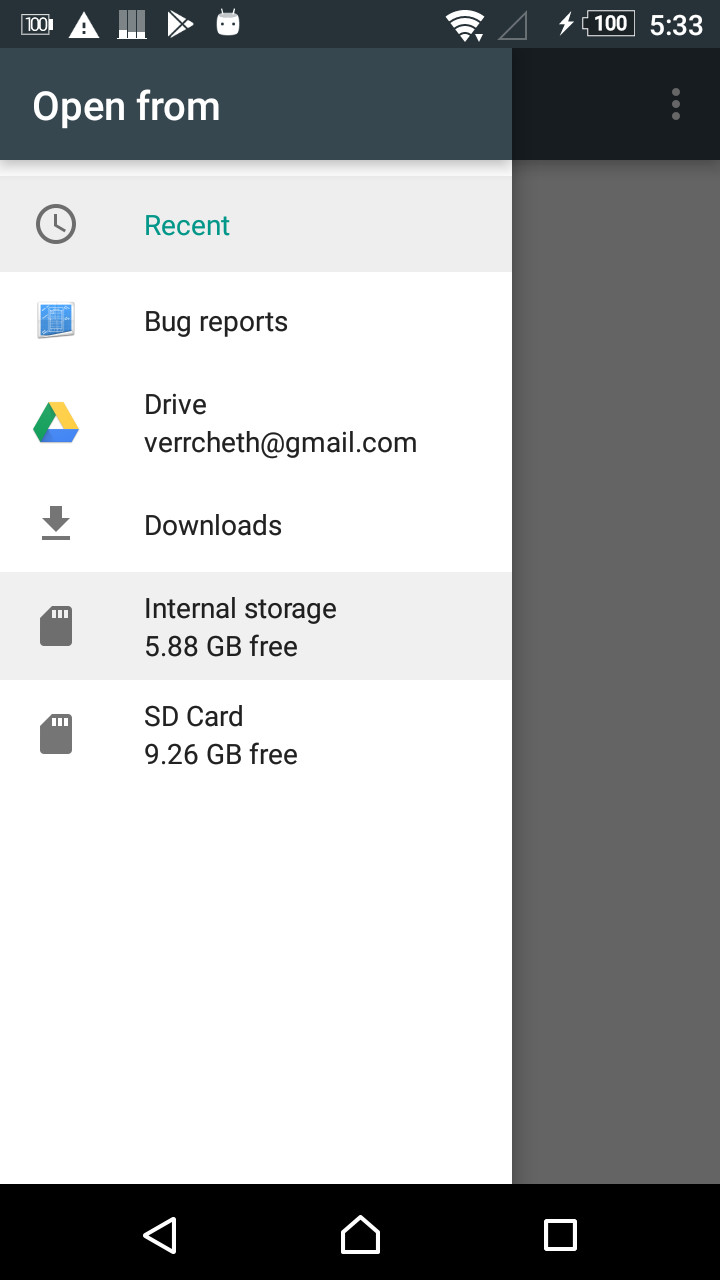 100
100
5:33
Open from
Recent
Bug reports
Drive
verrcheth@gmail.com
Downloads
Internal storage
5.88 GB free
SD Card
9.26 GB free